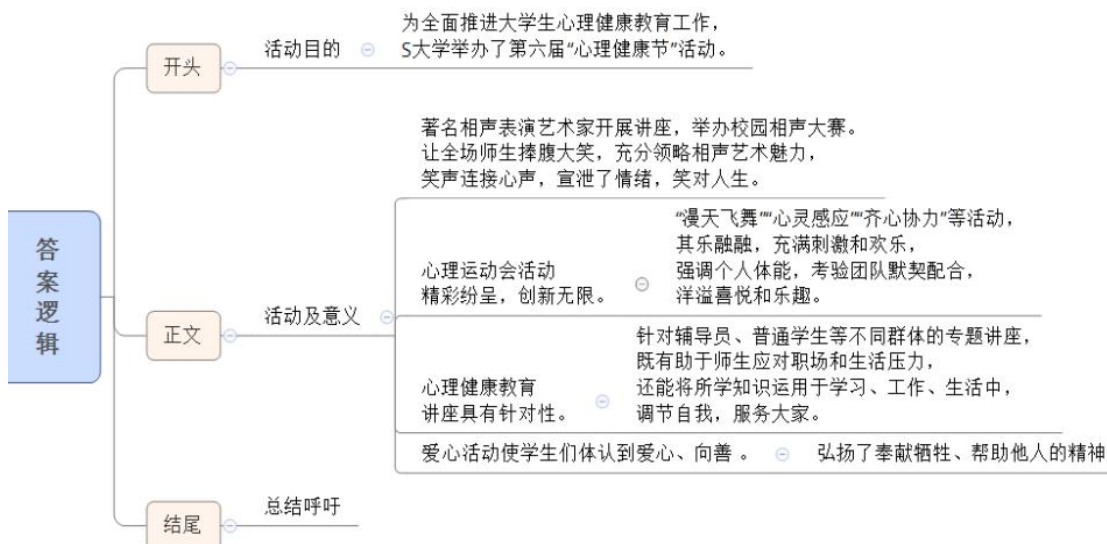 答案逻辑
开头
活动目的
为全面推进大学生心理健康教育工作，
S大学举办了第六届“心理健康节”活动。
正文
活动及意义
著名相声表演艺术家开展讲座，举办校园相声大赛。
让全场师生捧腹大笑，充分领略相声艺术魅力，
笑声连接心声，宣泄了情绪，笑对人生。
心理运动会活动
精彩纷呈，创新无限。
“漫天飞舞”“心灵感应”“齐心协力”等活动，
其乐融融，充满刺激和欢乐，
强调个人体能，考验团队默契配合，
洋溢喜悦和乐趣。
心理健康教育
讲座具有针对性。
针对辅导员、普通学生等不同群体的专题讲座，
既有助于师生应对职场和生活压力，
还能将所学知识运用于学习、工作、生活中，
调节自我，服务大家。
爱心活动使学生们体认到爱心、向善 。
弘扬了奉献牺牲、帮助他人的精神
结尾
总结呼吁